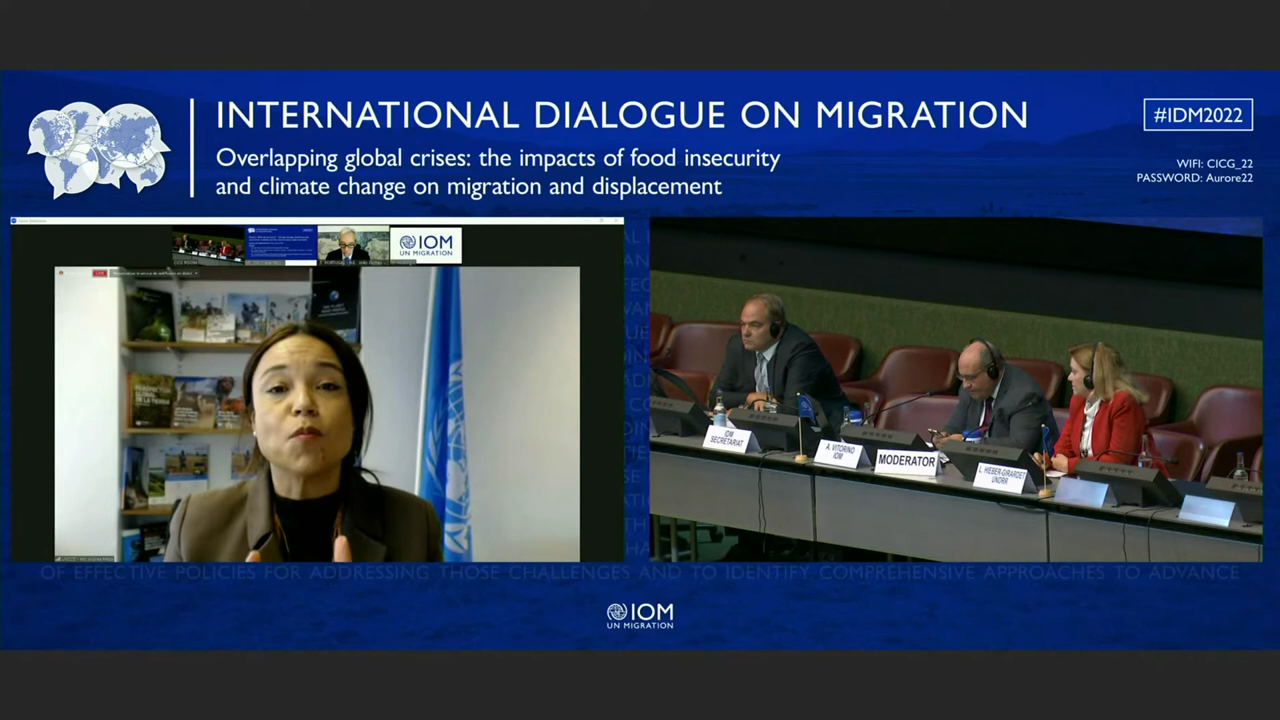 INTERNATIONAL DIALOGUE ON MIGRATION
Overlapping global crises: the impacts of food insecurity
and climate change on migration and displacement
#IDM2022
WIFI: CICG_22
PASSWORD: Aurore22
IOM
UN MIGRATION
IDM
SECRETARIAT
A. VITORINO
IOM
MODERATOR
L. HIEBER-GIRARDET
UNDRR
OF EFFECTIVE POLICIES FOR ADDRESSING THOSE CHALLENGES AND TO IDENTIFY COMPREHENSIVE APPROACHES TO ADVANCE
IOM
UN MIGRATION